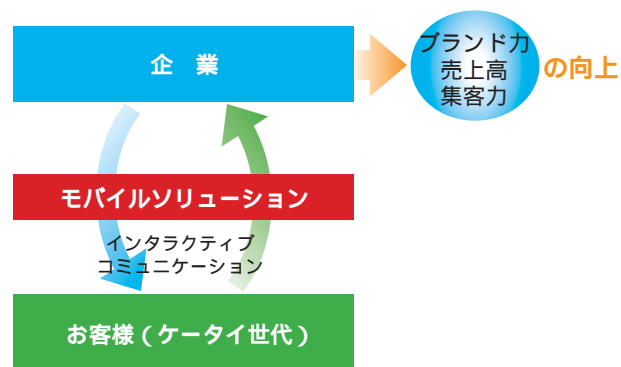 企　業
ブランド力
売上高
集客力
の向上
モバイルソリューション
インタラクティブ
コミュニケーション
お客様（ケータイ世代）